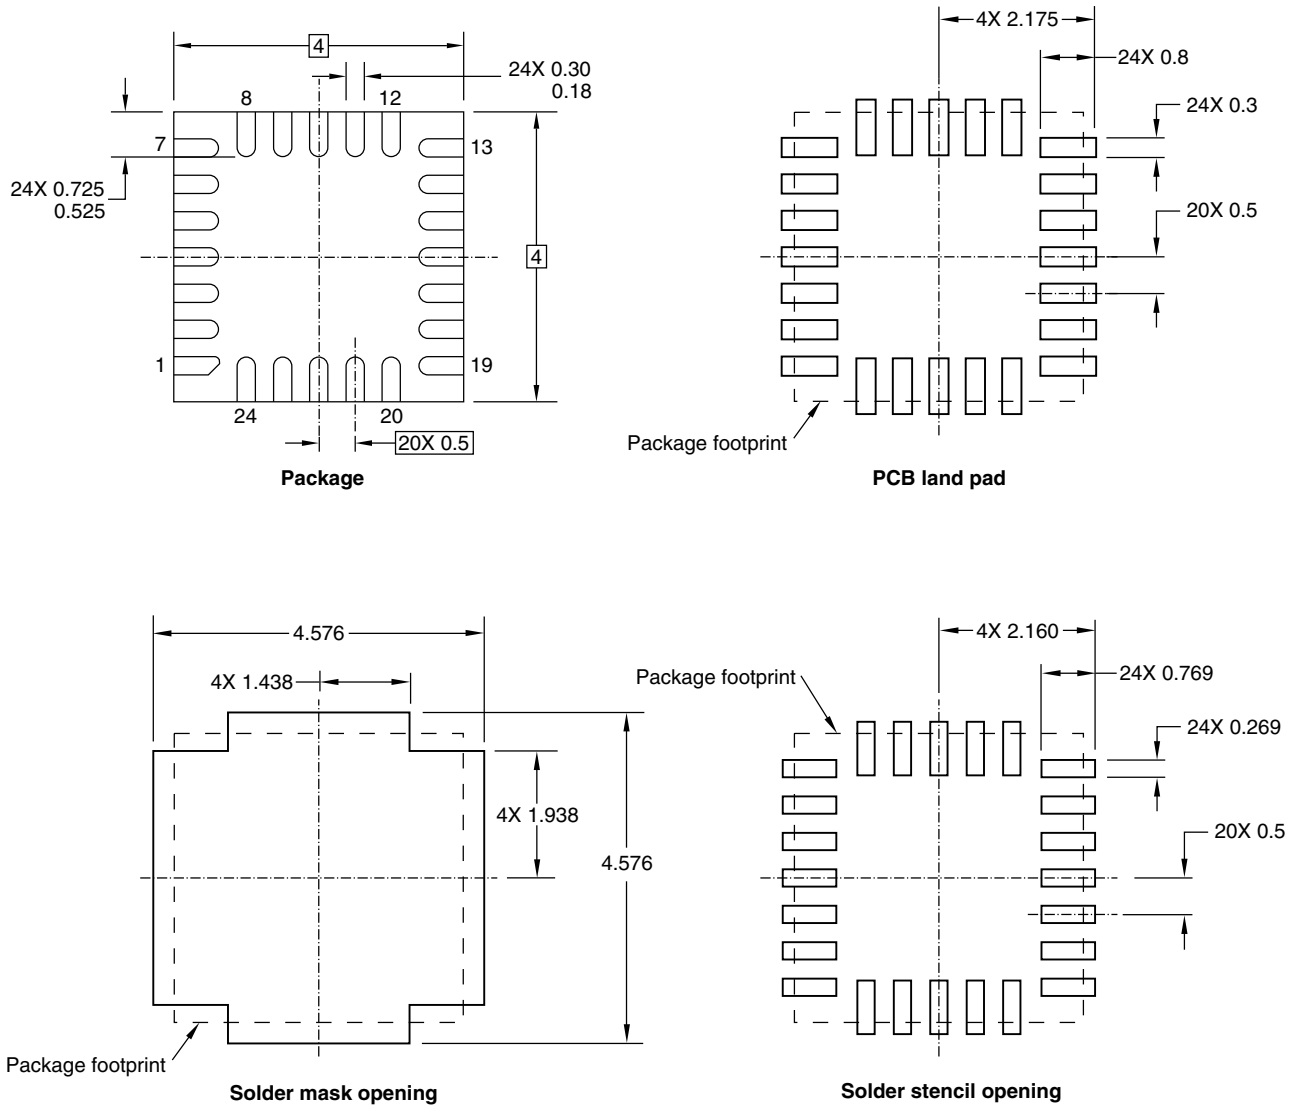 4
24X 0.30
0.18
8
12
7
13
24X 0.725
0.525
4
1
19
24
20
20X 0.5
Package
4X 2.175
24X 0.8
24X 0.3
20X 0.5
Package footprint
PCB land pad
4.576
4X 1.438
4X 1.938
4.576
Package footprint
Solder mask opening
4X 2.160
Package footprint
24X 0.769
24X 0.269
20X 0.5
Solder stencil opening